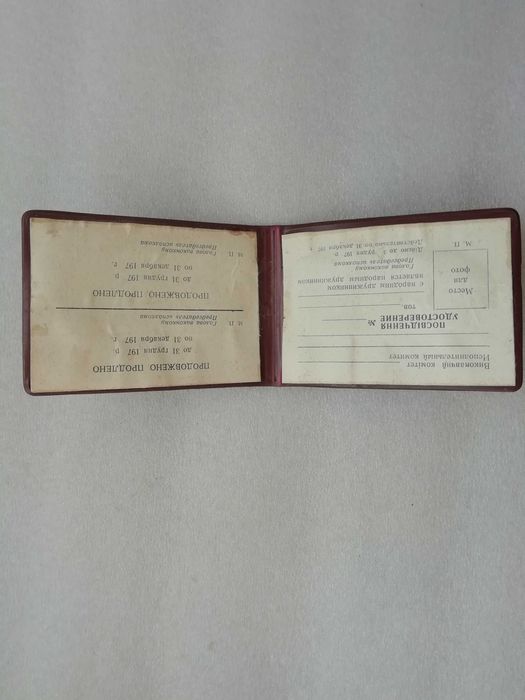 Виконавчий комітет
Исполнительный комитет
ПОСВІДЧЕННЯ №
УДОСТОВЕРЕНИЕ
тов.
Место
для
фото
є народним дружинником
является народным дружинником
Голова виконкому
Председатель исполкома
Дійсно до 31 грудня 197 р.
Действительно по 31 декабря 197 г.
М. П.
ПРОДОВЖЕНО ПРОДЛЕНО
до 31 грудня 197 р
по 31 декабря 197 г.
Голова виконкому
М. П. Председатель исполкома
ПРОДОВЖЕНО ПРОДЛЕНО
до 31 грудня 197 р
по 31 декабря 197 г.
Голова виконкому
М. П. Председатель исполкома